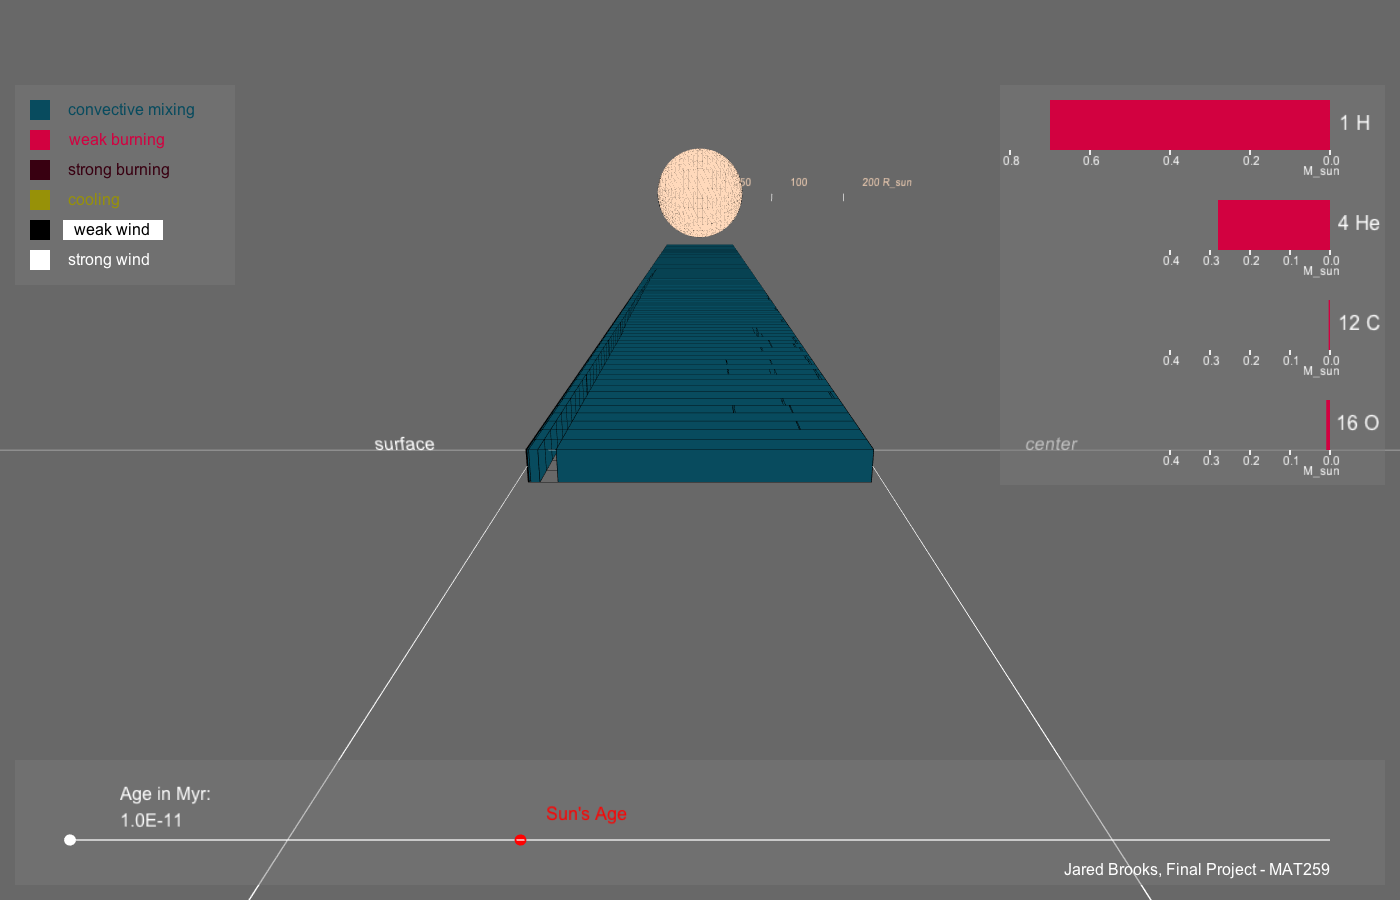 convective mixing
weak burning
strong burning
cooling
weak wind
strong wind
50 100 200 R_sun
1 H
0.8 0.6 0.4 0.2 0.0
M_sun
4 He
0.4 0.3 0.2 0.1 0.0
M_sun
12 C
0.4 0.3 0.2 0.1 0.0
M_sun
16 O
0.4 0.3 0.2 0.1 0.0
M_sun
surface
center
Age in Myr:
1.0E-11
Sun's Age
Jared Brooks, Final Project - MAT259